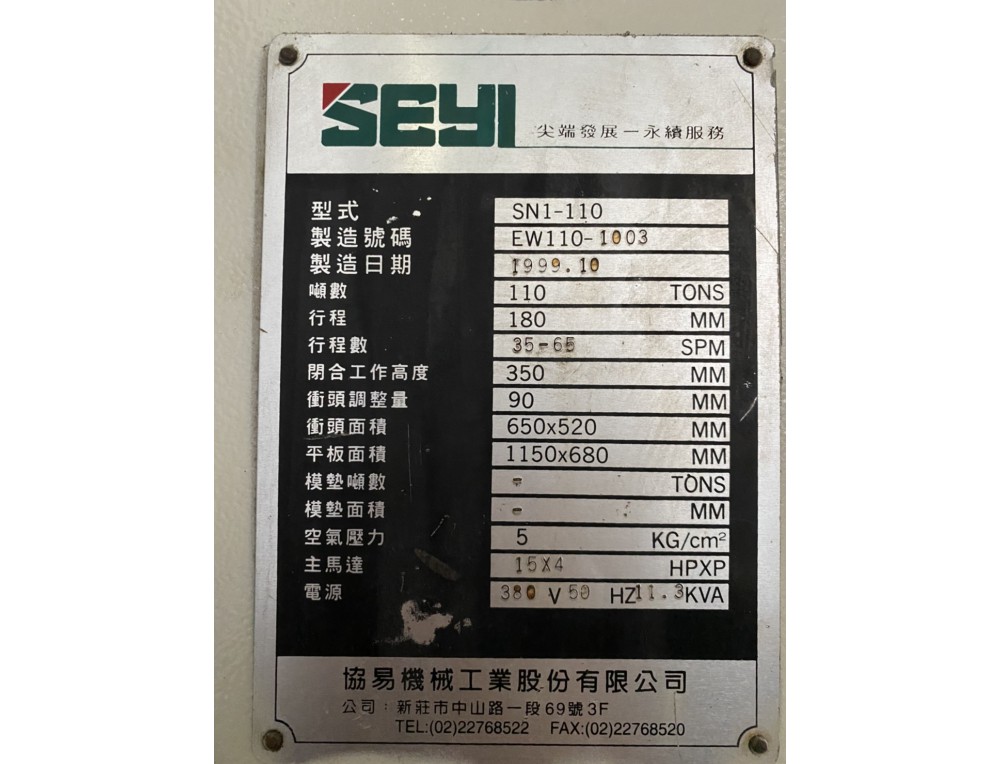 SEYI
尖端發展－永續服務
型式 SN1-110
製造號碼 EW110-1003
製造日期 1999.10
噸數 110 TONS
行程 180 MM
行程數 35-65 SPM
閉合工作高度 350 MM
衝頭調整量 90 MM
衝頭面積 650x520 MM
平板面積 1150x680 MM
模墊噸數 - TONS
模墊面積 - MM
空氣壓力 5 KG/cm²
主馬達 15X4 HPXP
電源 380 V 50 HZ 11.3KVA
協易機械工業股份有限公司
公司：新莊市中山路一段69號3F
TEL:(02)22768522 FAX:(02)22768520